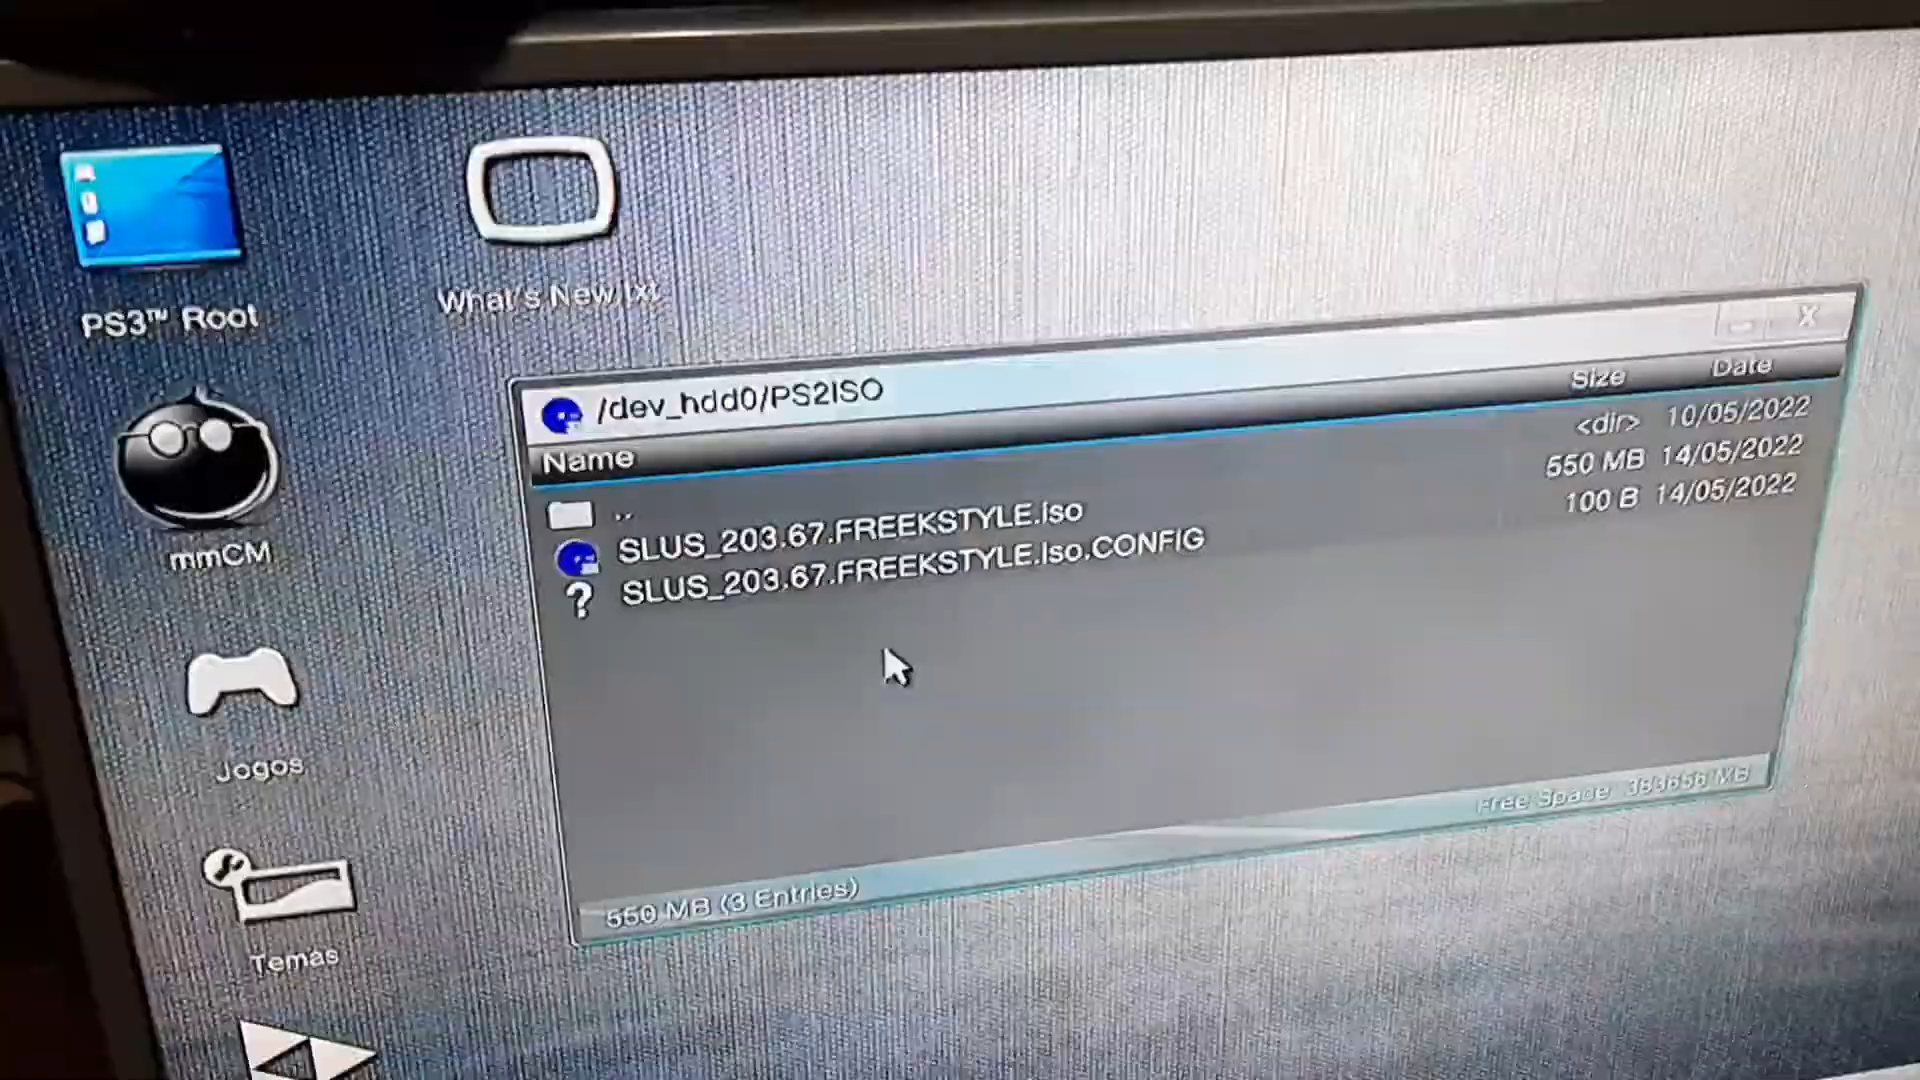 PS3™ Root
What's New.txt
mmCM
Jogos
Temas
/dev_hdd0/PS2ISO
Name Size Date
.. <dir> 10/05/2022
SLUS_203.67.FREEKSTYLE.iso 550 MB 14/05/2022
SLUS_203.67.FREEKSTYLE.iso.CONFIG 100 B 14/05/2022
550 MB (3 Entries) Free Space: 383656 MB